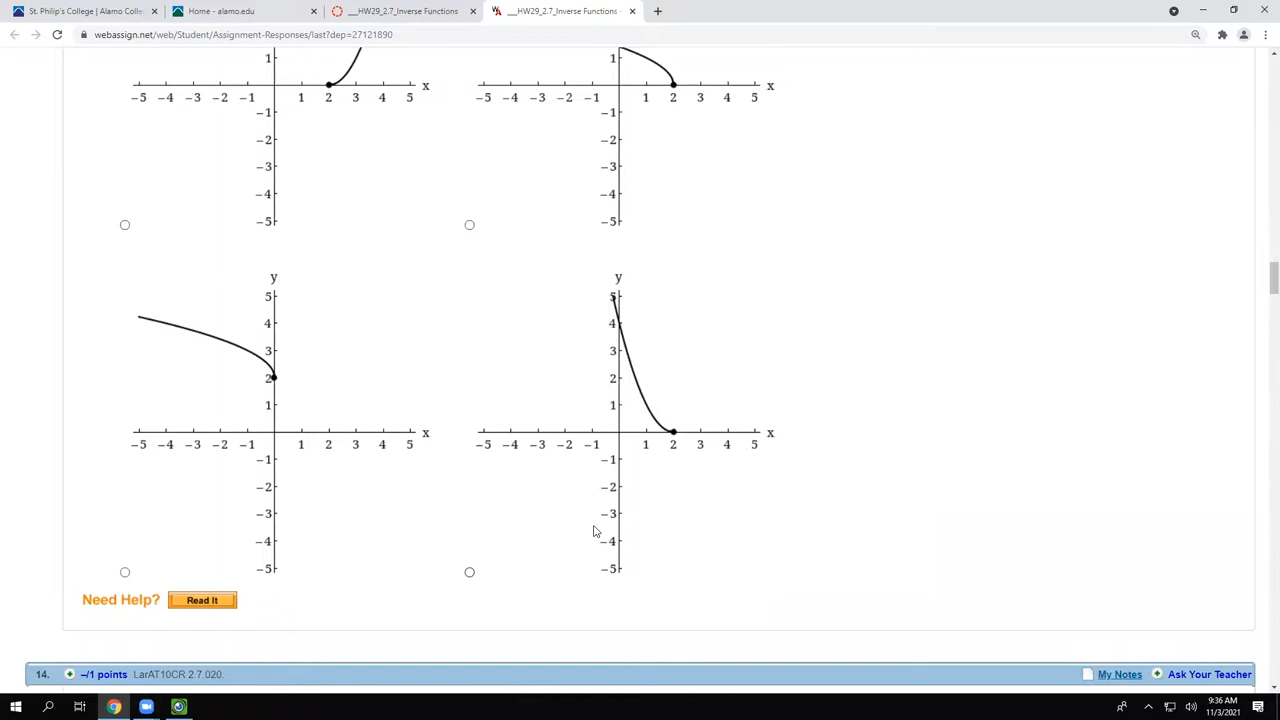 St. Philip's College | Alamo Colle
Home - alamo.edu
___HW29_2.7_Inverse Functions
___HW29_2.7_Inverse Functions -
webassign.net/web/Student/Assignment-Responses/last?dep=27121890
1
−5 −4 −3 −2 −1 1 2 3 4 5 x
−1
−2
−3
−4
−5
1
−5 −4 −3 −2 −1 1 2 3 4 5 x
−1
−2
−3
−4
−5
y
5
4
3
2
1
−5 −4 −3 −2 −1 1 2 3 4 5 x
−1
−2
−3
−4
−5
y
5
4
3
2
1
−5 −4 −3 −2 −1 1 2 3 4 5 x
−1
−2
−3
−4
−5
Need Help? Read It
14. –/1 points LarAT10CR 2.7.020. My Notes Ask Your Teacher
9:36 AM
11/3/2021